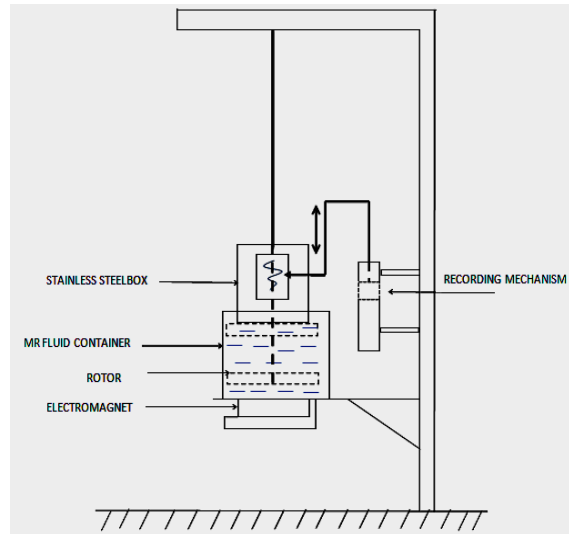 STAINLESS STEELBOX
RECORDING MECHANISM
MR FLUID CONTAINER
ROTOR
ELECTROMAGNET